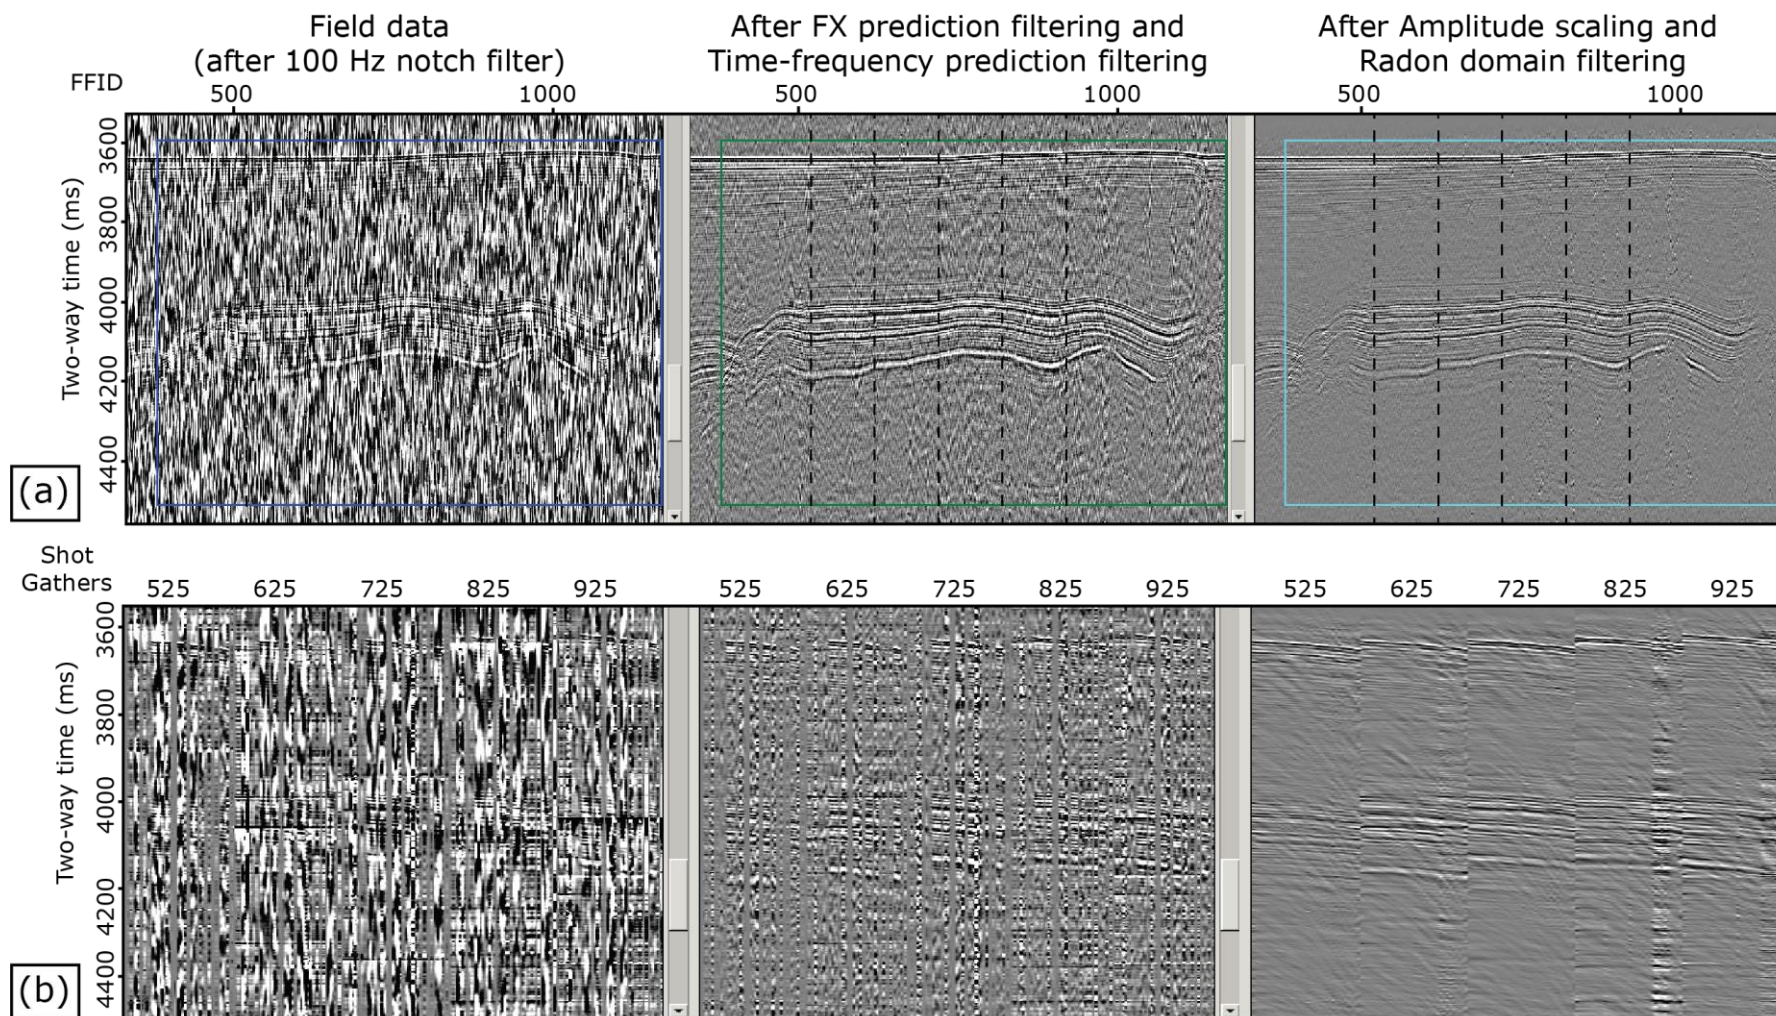 Field data
(after 100 Hz notch filter)
After FX prediction filtering and
Time-frequency prediction filtering
After Amplitude scaling and
Radon domain filtering
FFID
500
1000
500
1000
500
1000
Two-way time (ms)
3600
3800
4000
4200
4400
(a)
Shot
Gathers
525
625
725
825
925
525
625
725
825
925
525
625
725
825
925
Two-way time (ms)
3600
3800
4000
4200
4400
(b)